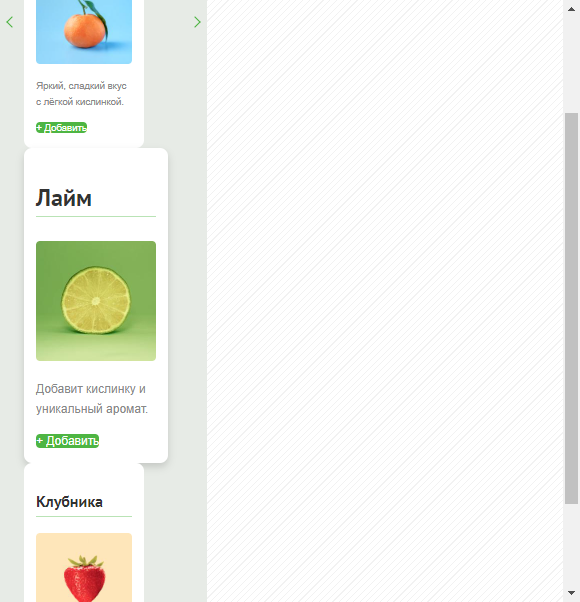 Яркий, сладкий вкус
с лёгкой кислинкой.
+ Добавить
Лайм
Добавит кислинку и
уникальный аромат.
+ Добавить
Клубника